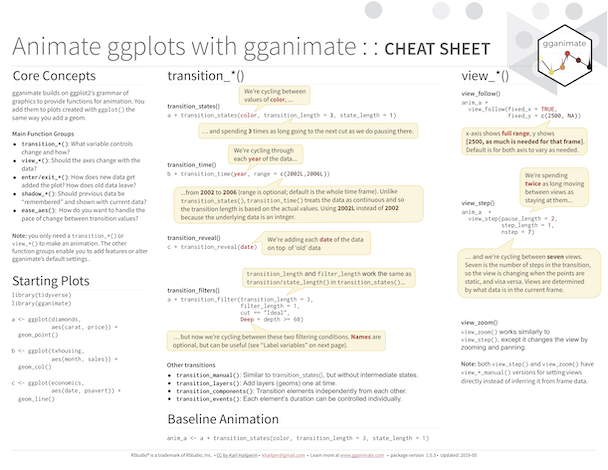 Animate ggplots with gganimate : : CHEAT SHEET
gganimate
Core Concepts
gganimate builds on ggplot2's grammar of
graphics to provide functions for animation. You
add them to plots created with ggplot() the
same way you add a geom.
Main Function Groups
• transition_*(): What variable controls
change and how?
• view_*(): Should the axes change with the
data?
• enter/exit_*(): How does new data get
added the plot? How does old data leave?
• shadow_*(): Should previous data be
"remembered" and shown with current data?
• ease_aes(): How do you want to handle the
pace of change between transition values?
Note: you only need a transition_*() or
view_*() to make an animation. The other
function groups enable you to add features or alter
gganimate's default settings .
Starting Plots
library(tidyverse)
library(gganimate)
a <- ggplot(diamonds,
aes(carat, price)) +
geom_point()
b <- ggplot(txhousing,
aes(month, sales)) +
geom_col()
c <- ggplot(economics,
aes(date, psavert)) +
geom_line()
transition_*()
We're cycling between
values of color, ...
transition_states()
a + transition_states(color, transition_length = 3, state_length = 1)
... and spending 3 times as long going to the next cut as we do pausing there.
We're cycling through
each year of the data...
transition_time()
b + transition_time(year, range = c(2002L,2006L))
...from 2002 to 2006 (range is optional; default is the whole time frame). Unlike
transition_states(), transition_time() treats the data as continuous and so
the transition length is based on the actual values. Using 2002L instead of 2002
because the underlying data is an integer.
transition_reveal()
c + transition_reveal(date)
We're adding each date of the data
on top of 'old' data
transition_length and filter_length work the same as
transition/state_length() in transition_states()...
transition_filters()
a + transition_filter(transition_length = 3,
filter_length = 1,
cut == "Ideal",
Deep = depth >= 60)
... but now we're cycling between these two filtering conditions. Names are
optional, but can be useful (see "Label variables" on next page).
Other transitions
• transition_manual(): Similar to transition_states(), but without intermediate states.
• transition_layers(): Add layers (geoms) one at time.
• transition_components(): Transition elements independently from each other.
• transition_events(): Each element's duration can be controlled individually.
Baseline Animation
anim_a <- a + transition_states(color, transition_length = 3, state_length = 1)
view_*()
view_follow()
anim_a +
view_follow(fixed_x = TRUE,
fixed_y = c(2500, NA))
x-axis shows full range, y shows
[2500, as much is needed for that frame].
Default is for both axis to vary as needed.
We're spending
twice as long moving
between views as
staying at them...
view_step()
anim_a +
view_step(pause_length = 2,
step_length = 1,
nstep = 7)
... and we're cycling between seven views.
Seven is the number of steps in the transition,
so the view is changing when the points are
static, and visa versa. Views are determined
by what data is in the current frame.
view_zoom()
view_zoom() works similarly to
view_step(), except it changes the view by
zooming and panning.
Note: both view_step() and view_zoom() have
view_*_manual() versions for setting views
directly instead of inferring it from frame data.
RStudio® is a trademark of RStudio, Inc. • CC by Karl Hailperin • khailper@gmail.com • Learn more at www.gganimate.com • package version 1.0.3 • Updated: 2019-05